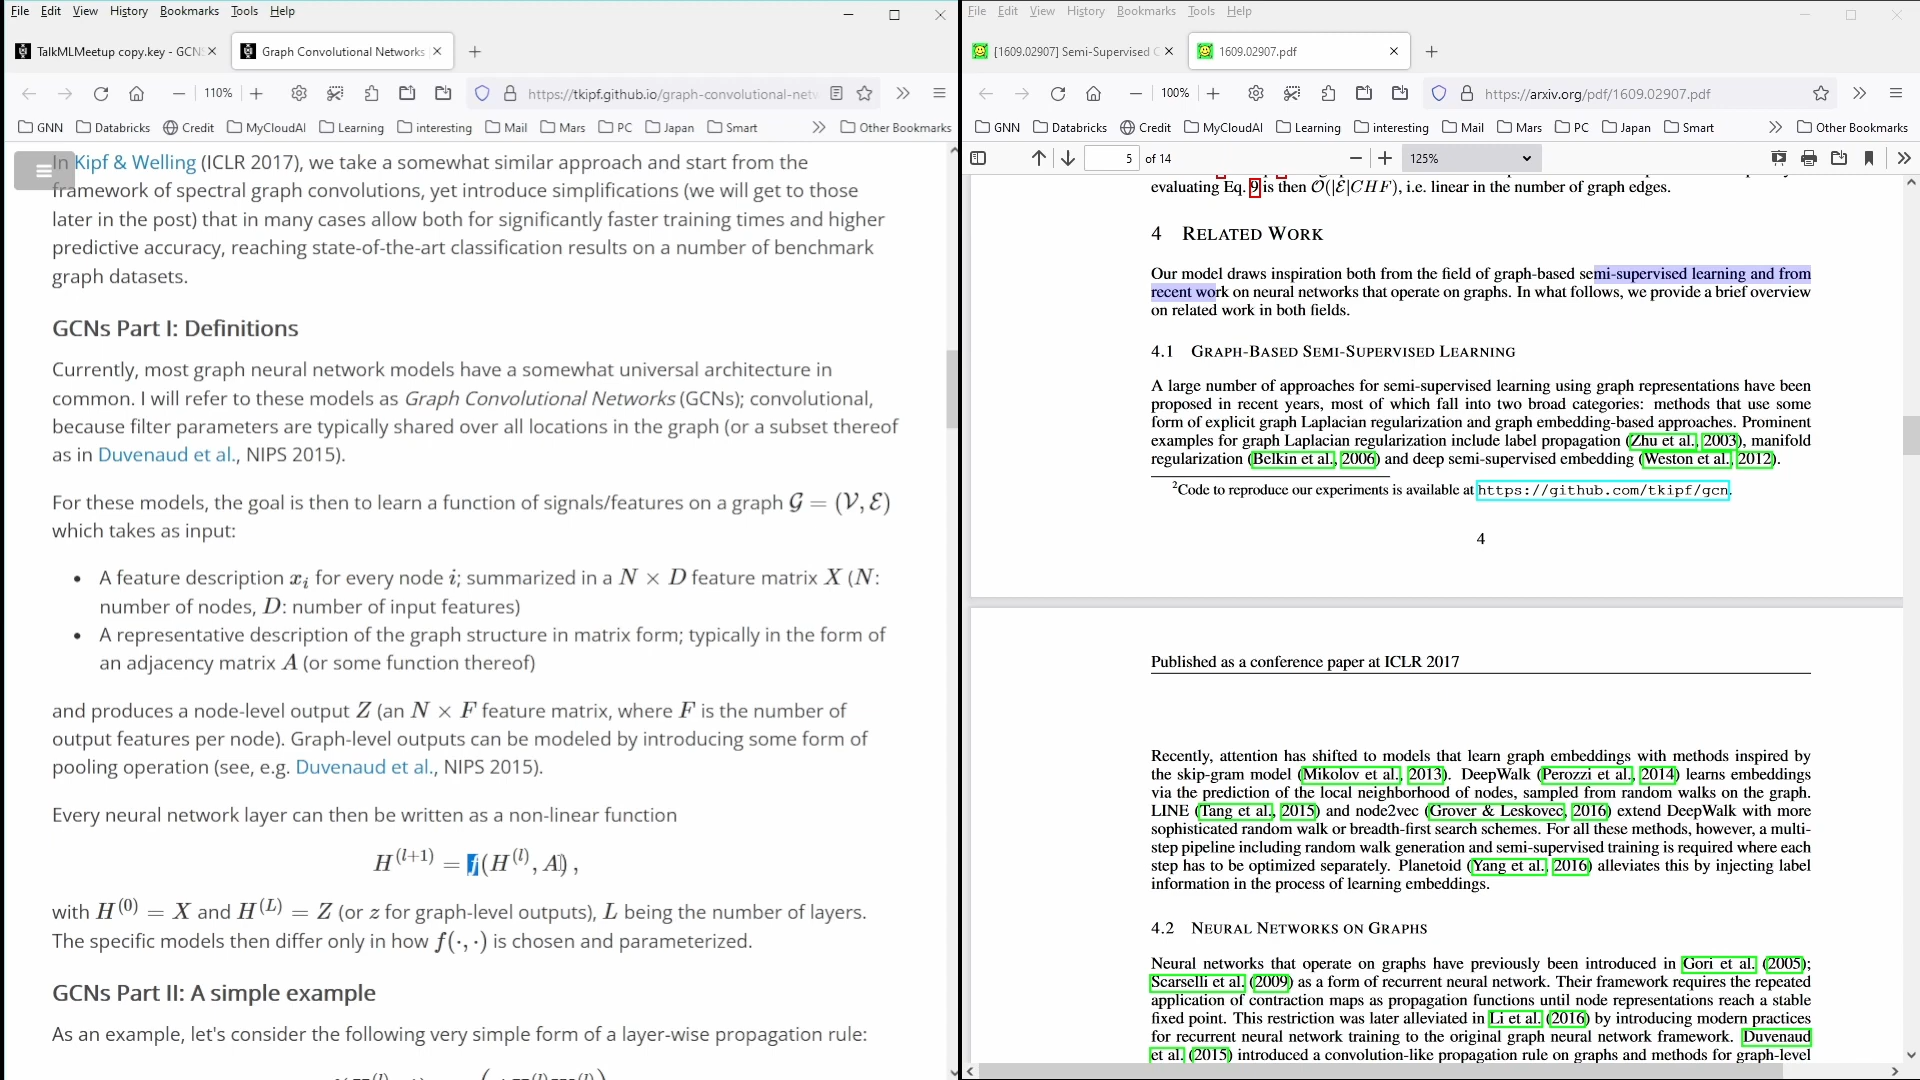 File Edit View History Bookmarks Tools Help
TalkMLMeetup copy.key - GCNS
Graph Convolutional Networks
110%
https://tkipf.github.io/graph-convolutional-netw
GNN Databricks Credit MyCloudAI Learning interesting Mail Mars PC Japan Smart Other Bookmarks
In Kipf & Welling (ICLR 2017), we take a somewhat similar approach and start from the
framework of spectral graph convolutions, yet introduce simplifications (we will get to those
later in the post) that in many cases allow both for significantly faster training times and higher
predictive accuracy, reaching state-of-the-art classification results on a number of benchmark
graph datasets.
GCNs Part I: Definitions
Currently, most graph neural network models have a somewhat universal architecture in
common. I will refer to these models as Graph Convolutional Networks (GCNs); convolutional,
because filter parameters are typically shared over all locations in the graph (or a subset thereof
as in Duvenaud et al., NIPS 2015).
For these models, the goal is then to learn a function of signals/features on a graph 𝒢 = (𝒱, ℰ)
which takes as input:
• A feature description x_i for every node i; summarized in a N × D feature matrix X (N:
number of nodes, D: number of input features)
• A representative description of the graph structure in matrix form; typically in the form of
an adjacency matrix A (or some function thereof)
and produces a node-level output Z (an N × F feature matrix, where F is the number of
output features per node). Graph-level outputs can be modeled by introducing some form of
pooling operation (see, e.g. Duvenaud et al., NIPS 2015).
Every neural network layer can then be written as a non-linear function
H^(l+1) = f(H^(l), A),
with H^(0) = X and H^(L) = Z (or z for graph-level outputs), L being the number of layers.
The specific models then differ only in how f(·, ·) is chosen and parameterized.
GCNs Part II: A simple example
As an example, let's consider the following very simple form of a layer-wise propagation rule:
File Edit View History Bookmarks Tools Help
[1609.02907] Semi-Supervised C
1609.02907.pdf
100%
https://arxiv.org/pdf/1609.02907.pdf
GNN Databricks Credit MyCloudAI Learning interesting Mail Mars PC Japan Smart Other Bookmarks
5 of 14
125%
evaluating Eq. 9 is then 𝒪(|ℰ|CHF), i.e. linear in the number of graph edges.
4 RELATED WORK
Our model draws inspiration both from the field of graph-based semi-supervised learning and from
recent work on neural networks that operate on graphs. In what follows, we provide a brief overview
on related work in both fields.
4.1 GRAPH-BASED SEMI-SUPERVISED LEARNING
A large number of approaches for semi-supervised learning using graph representations have been
proposed in recent years, most of which fall into two broad categories: methods that use some
form of explicit graph Laplacian regularization and graph embedding-based approaches. Prominent
examples for graph Laplacian regularization include label propagation (Zhu et al., 2003), manifold
regularization (Belkin et al., 2006) and deep semi-supervised embedding (Weston et al., 2012).
²Code to reproduce our experiments is available at https://github.com/tkipf/gcn.
4
Published as a conference paper at ICLR 2017
Recently, attention has shifted to models that learn graph embeddings with methods inspired by
the skip-gram model (Mikolov et al., 2013). DeepWalk (Perozzi et al., 2014) learns embeddings
via the prediction of the local neighborhood of nodes, sampled from random walks on the graph.
LINE (Tang et al., 2015) and node2vec (Grover & Leskovec, 2016) extend DeepWalk with more
sophisticated random walk or breadth-first search schemes. For all these methods, however, a multi-
step pipeline including random walk generation and semi-supervised training is required where each
step has to be optimized separately. Planetoid (Yang et al., 2016) alleviates this by injecting label
information in the process of learning embeddings.
4.2 NEURAL NETWORKS ON GRAPHS
Neural networks that operate on graphs have previously been introduced in Gori et al. (2005);
Scarselli et al. (2009) as a form of recurrent neural network. Their framework requires the repeated
application of contraction maps as propagation functions until node representations reach a stable
fixed point. This restriction was later alleviated in Li et al. (2016) by introducing modern practices
for recurrent neural network training to the original graph neural network framework. Duvenaud
et al. (2015) introduced a convolution-like propagation rule on graphs and methods for graph-level